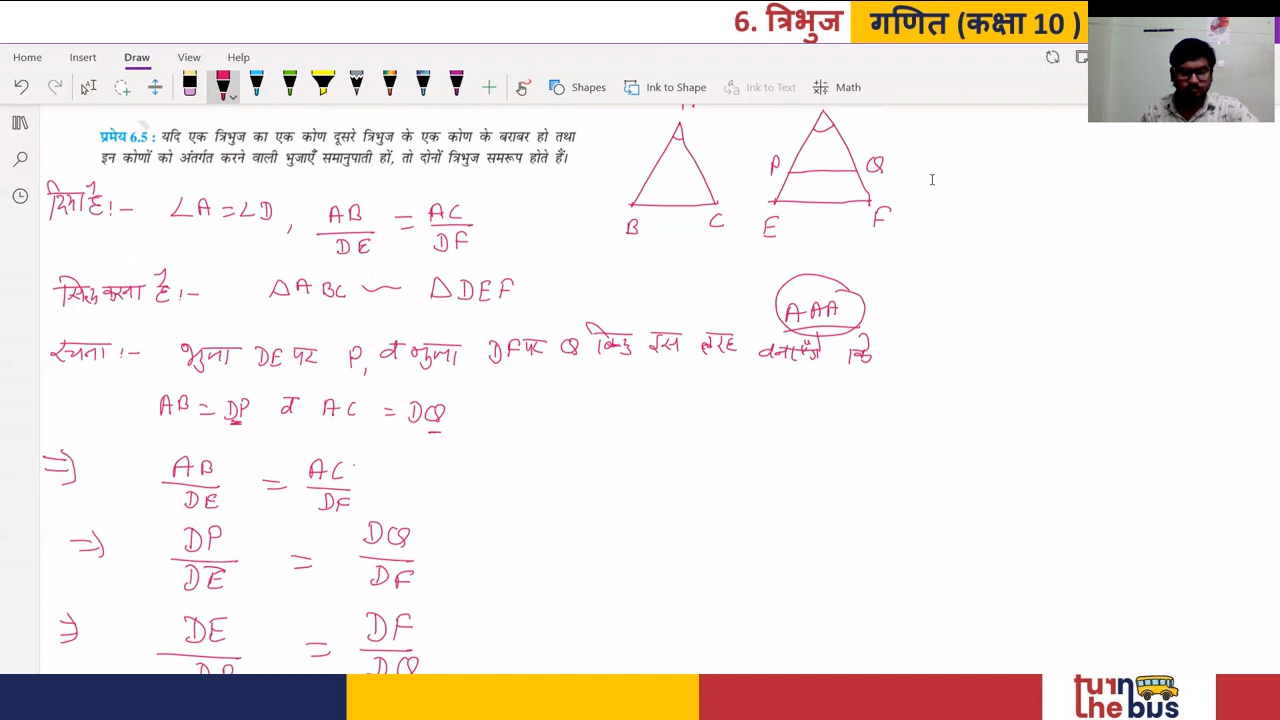 6. त्रिभुज गणित (कक्षा 10 )
Home Insert Draw View Help
Shapes Ink to Shape Ink to Text Math
प्रमेय 6.5 : यदि एक त्रिभुज का एक कोण दूसरे त्रिभुज के एक कोण के बराबर हो तथा
इन कोणों को अंतर्गत करने वाली भुजाएँ समानुपाती हों, तो दोनों त्रिभुज समरूप होते हैं।
P Q
B C E F
दिया है:- ∠A = ∠D , AB/DE = AC/DF
सिद्ध करना है:- △ABC ~ △DEF
AAA
रचना:- भुजा DE पर P, व भुजा DF पर Q बिन्दु इस तरह बनाएँगे कि
AB = DP व AC = DQ
=> AB/DE = AC/DF
=> DP/DE = DQ/DF
=> DE/DP = DF/DQ
turn
the bus